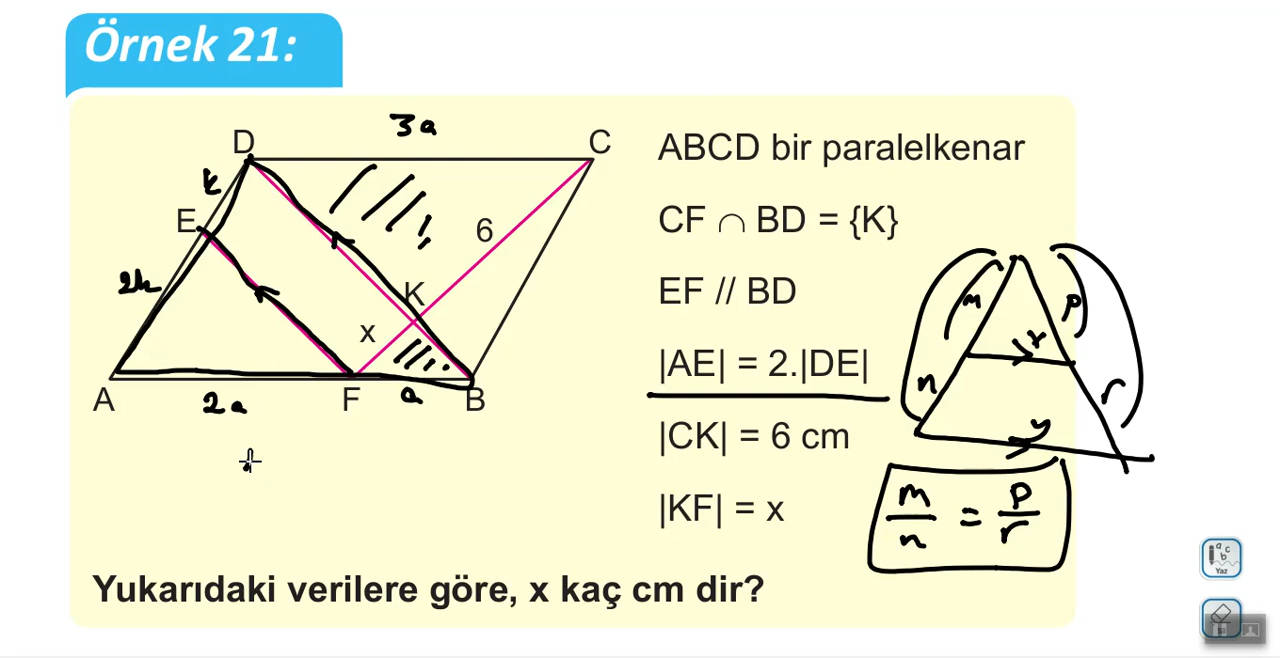 Örnek 21:
3a
D
C
k
E
6
2k
K
x
A
2a
F
a
B
ABCD bir paralelkenar
CF ∩ BD = {K}
EF // BD
|AE| = 2.|DE|
|CK| = 6 cm
|KF| = x
m
p
x
n
r
y
m/n = p/r
Yukarıdaki verilere göre, x kaç cm dir?
a b c
Yaz